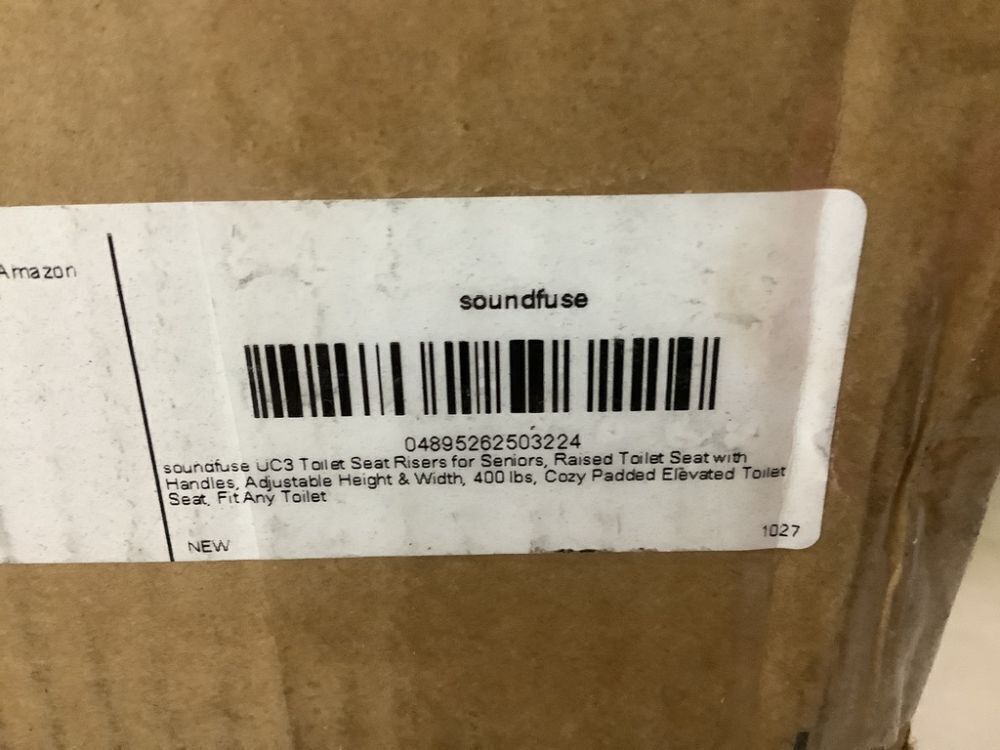 Amazon
soundfuse
04895262503224
soundfuse UC3 Toilet Seat Risers for Seniors, Raised Toilet Seat with
Handles, Adjustable Height & Width, 400 lbs, Cozy Padded Elevated Toilet
Seat, Fit Any Toilet
NEW
1027